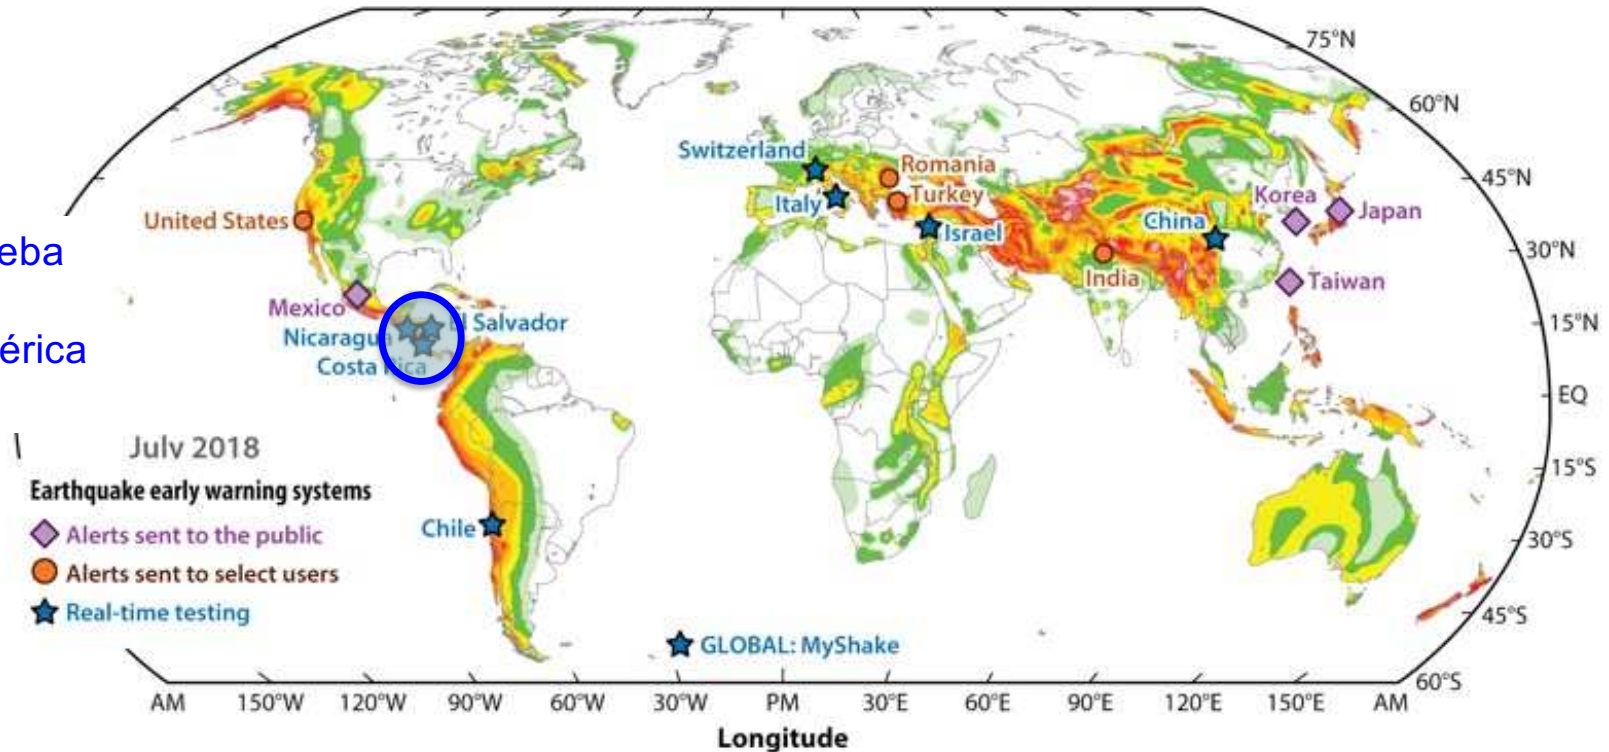 75°N
60°N
Switzerland
Romania
45°N
Turkey
Korea
Italy
Japan
United States
China
Israel
eba
30°N
India
Taiwan
Mexico
El Salvador
15°N
Nicaragua
érica
Costa Rica
EQ
July 2018
15°S
Earthquake early warning systems
Chile
Alerts sent to the public
30°S
Alerts sent to select users
Real-time testing
45°S
GLOBAL: MyShake
60°S
AM 150°W 120°W 90°W 60°W 30°W PM 30°E 60°E 90°E 120°E 150°E AM
Longitude